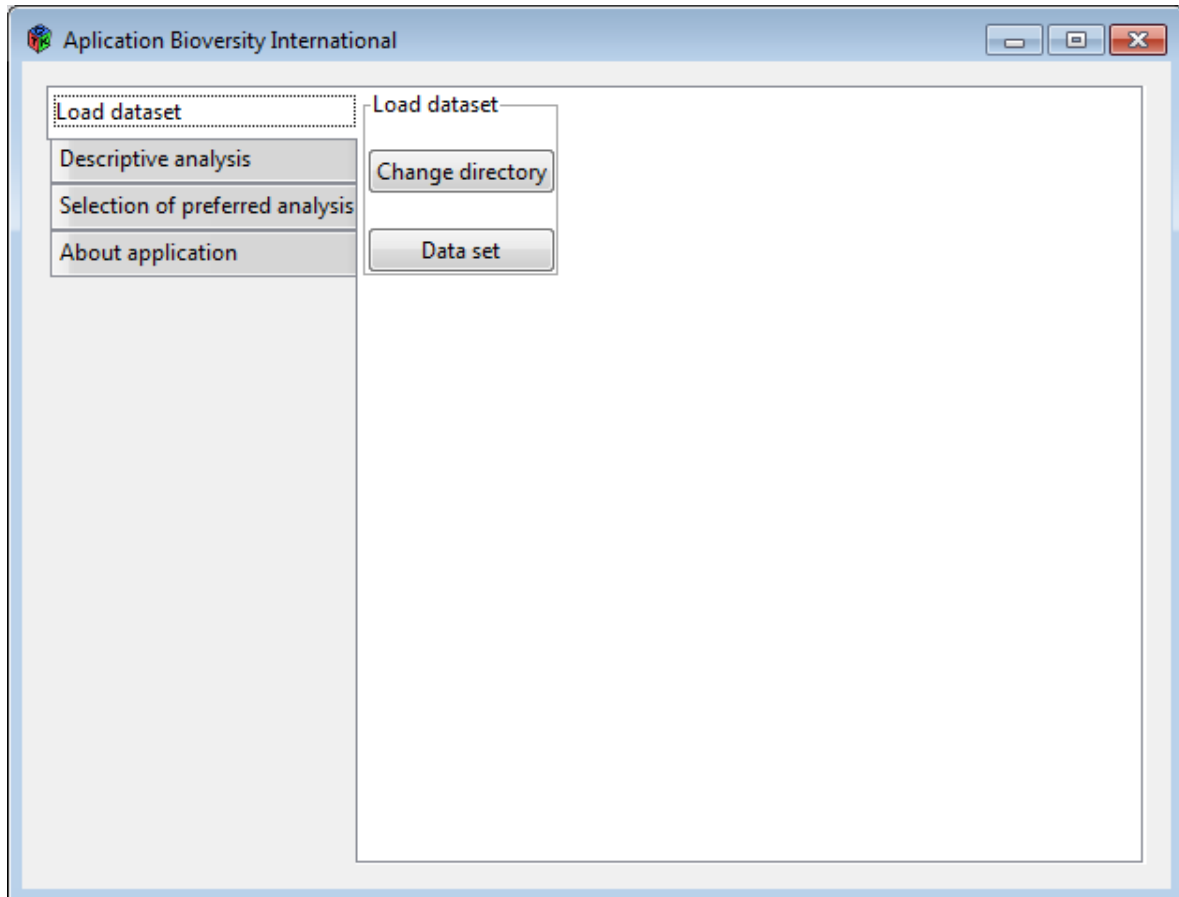 Aplication Bioversity International
Load dataset
Descriptive analysis
Selection of preferred analysis
About application
Load dataset
Change directory
Data set